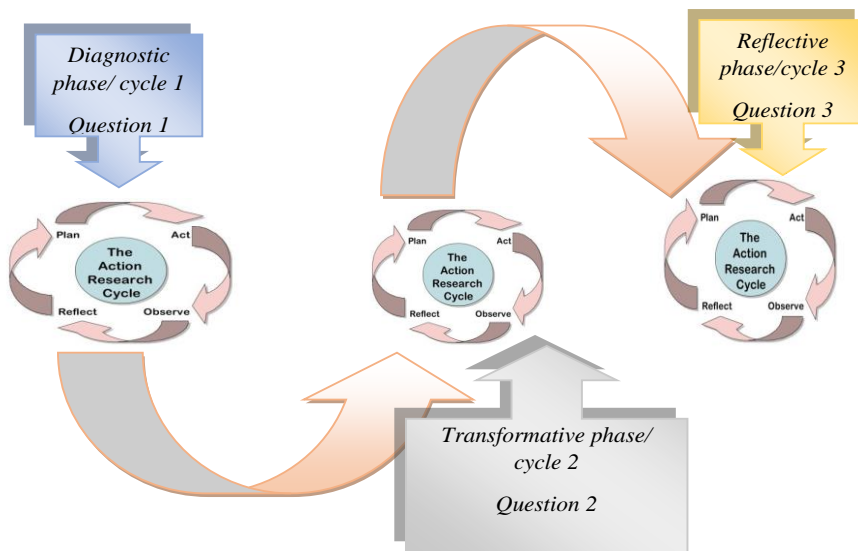 Diagnostic
phase/ cycle 1
Question 1
Reflective
phase/cycle 3
Question 3
Plan
Act
The
Action
Research
Cycle
Reflect
Observe
Plan
Act
The
Action
Research
Cycle
Reflect
Observe
Plan
Act
The
Action
Research
Cycle
Reflect
Observe
Transformative phase/
cycle 2
Question 2